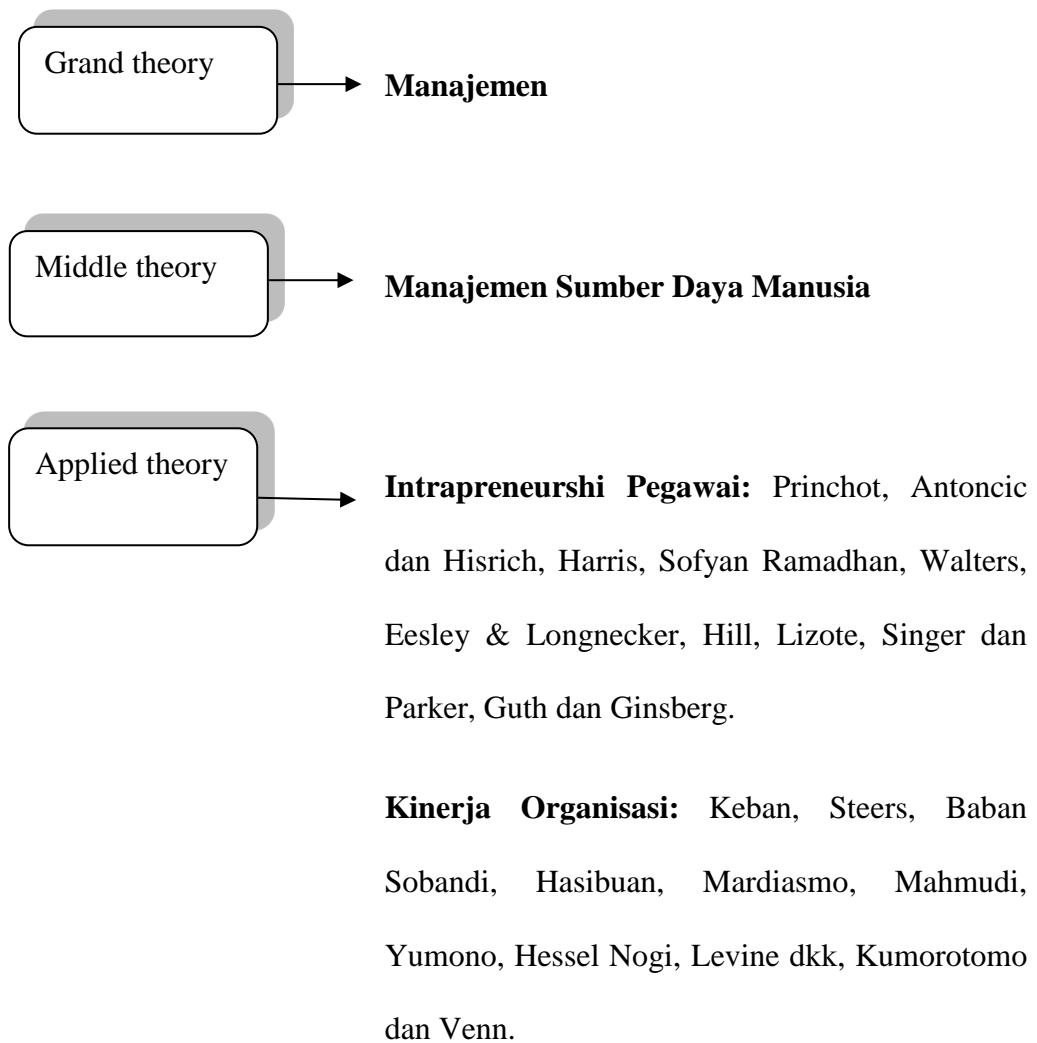 Grand theory
Manajemen
Middle theory
Manajemen Sumber Daya Manusia
Applied theory
Intrapreneurshi Pegawai: Princhot, Antoncic
dan Hisrich, Harris, Sofyan Ramadhan, Walters,
Eesley & Longnecker, Hill, Lizote, Singer dan
Parker, Guth dan Ginsberg.
Kinerja Organisasi: Keban, Steers, Baban
Sobandi, Hasibuan, Mardiasmo, Mahmudi,
Yumono, Hessel Nogi, Levine dkk, Kumorotomo
dan Venn.